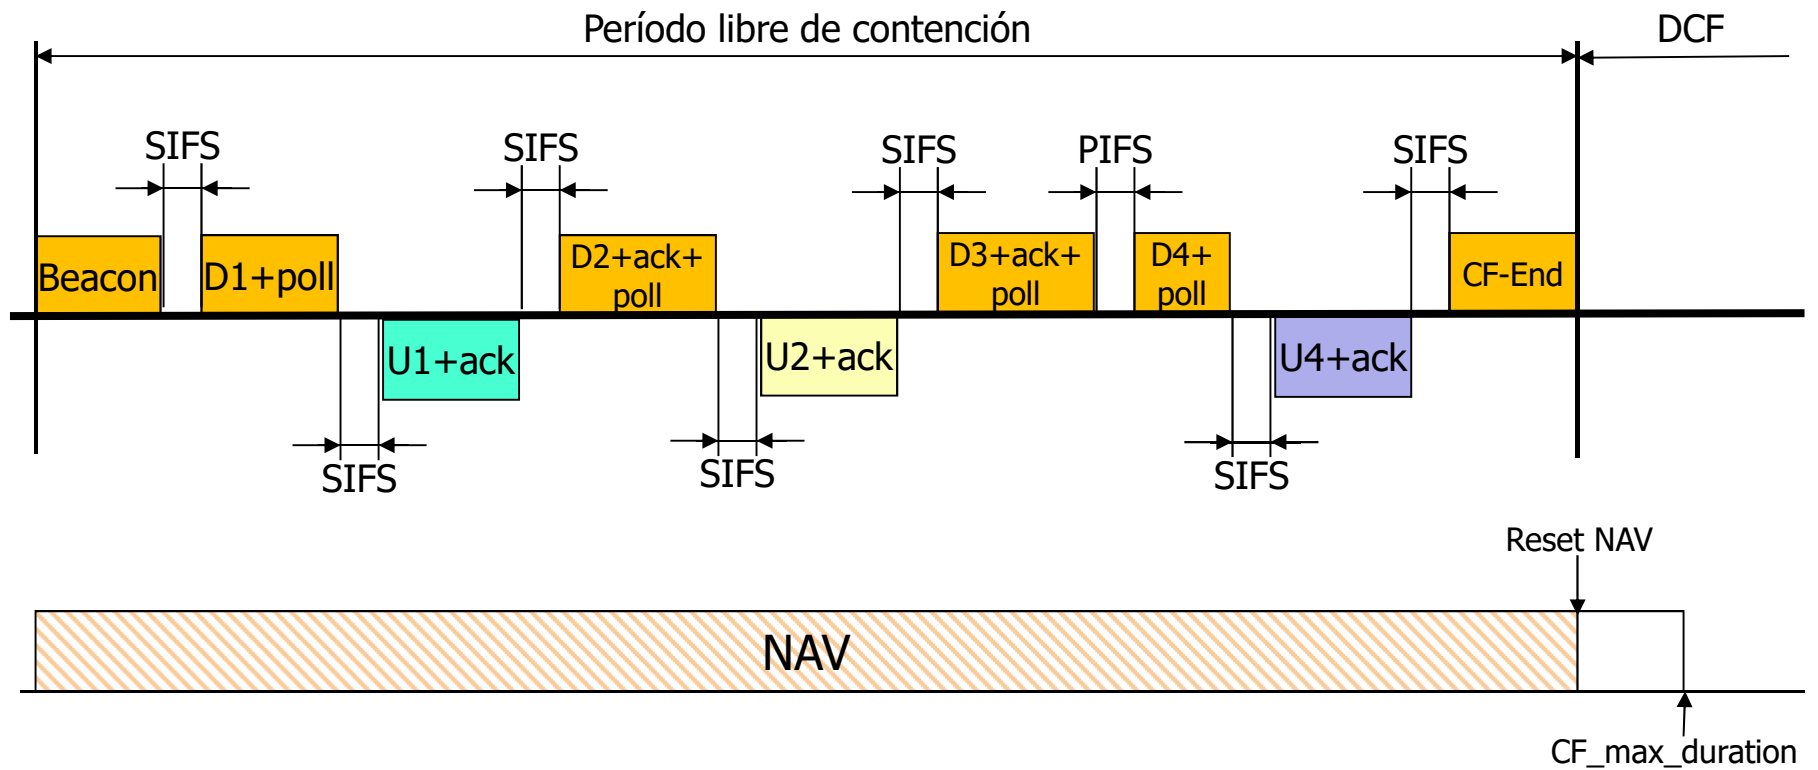 Período libre de contención
DCF
SIFS
SIFS
SIFS
PIFS
SIFS
Beacon
D1+poll
D2+ack+
poll
D3+ack+
poll
D4+
poll
CF-End
U1+ack
U2+ack
U4+ack
SIFS
SIFS
SIFS
Reset NAV
NAV
CF_max_duration